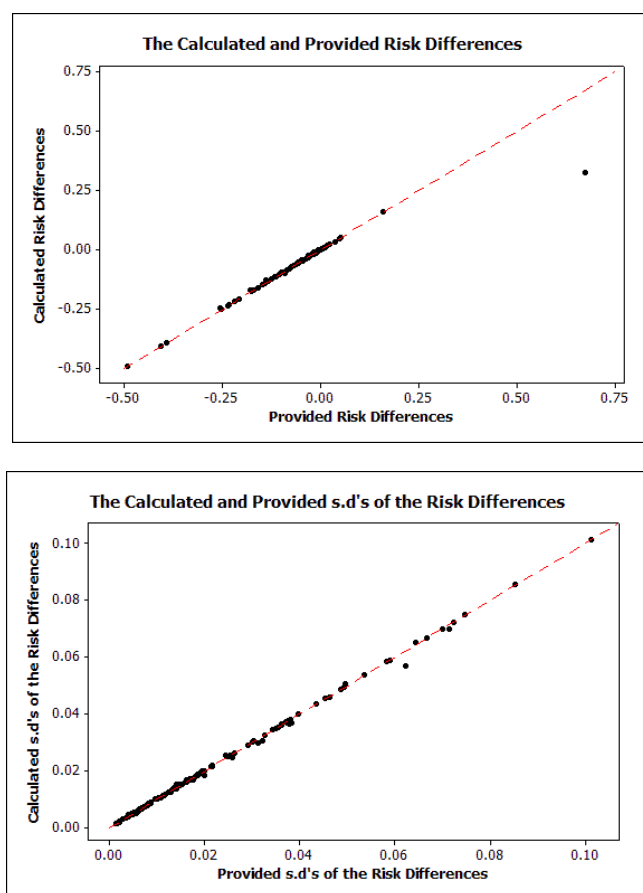 The Calculated and Provided Risk Differences
0.75
0.50
0.25
0.00
-0.25
-0.50
Calculated Risk Differences
-0.50 -0.25 0.00 0.25 0.50 0.75
Provided Risk Differences
The Calculated and Provided s.d's of the Risk Differences
0.10
0.08
0.06
0.04
0.02
0.00
Calculated s.d's of the Risk Differences
0.00 0.02 0.04 0.06 0.08 0.10
Provided s.d's of the Risk Differences